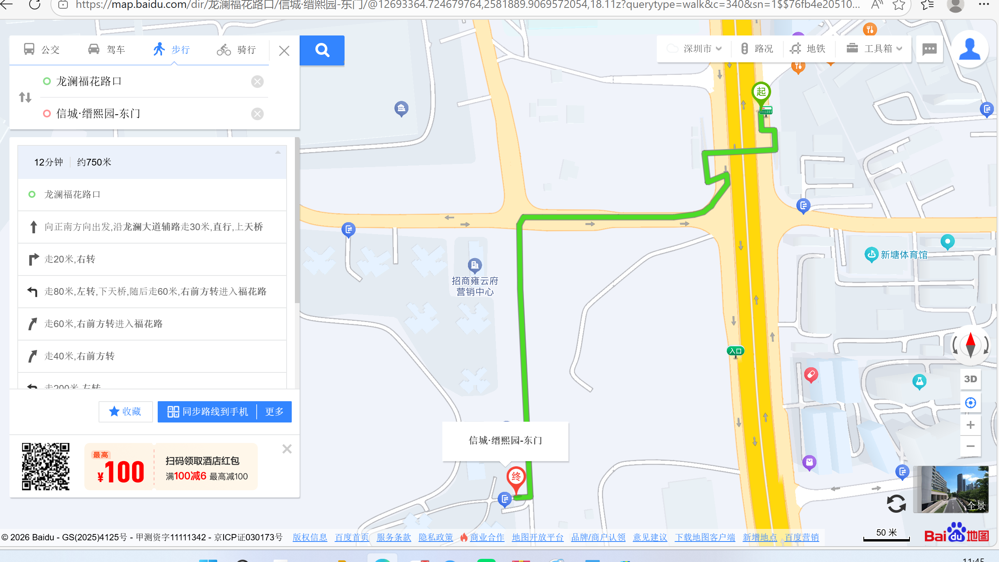 https://map.baidu.com/dir/龙澜福花路口/信城·缙熙园-东门/@12693364.724679764,2581889.9069572054,18.11z?querytype=walk&c=340&sn=1$$76fb4e20510...
公交
驾车
步行
骑行
深圳市
路况
地铁
工具箱
龙澜福花路口
信城·缙熙园-东门
12分钟
约750米
龙澜福花路口
向正南方向出发,沿龙澜大道辅路走30米,直行,上天桥
走20米,右转
走80米,左转,下天桥,随后走60米,右前方转进入福花路
走60米,右前方转进入福花路
走40米,右前方转
走200米,左转
收藏
同步路线到手机
更多
最高
¥100
扫码领取酒店红包
满100减6 最高减100
起
招商雍云府
营销中心
新塘体育馆
入口
信城·缙熙园-东门
终
3D
全景
50 米
Bai du 地图
© 2026 Baidu - GS(2025)4125号 - 甲测资字11111342 - 京ICP证030173号
版权信息
百度首页
服务条款
隐私政策
商业合作
地图开放平台
品牌/商户认领
意见建议
下载地图客户端
新增地点
百度营销
11:45